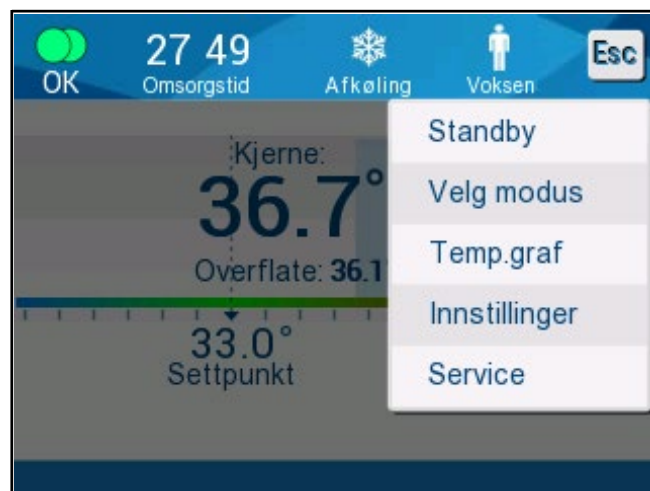 OK
27 49
Omsorgstid
Afkøling
Voksen
Esc
Kjerne:
36.7°
Overflate: 36.1
33.0°
Settpunkt
Standby
Velg modus
Temp.graf
Innstillinger
Service